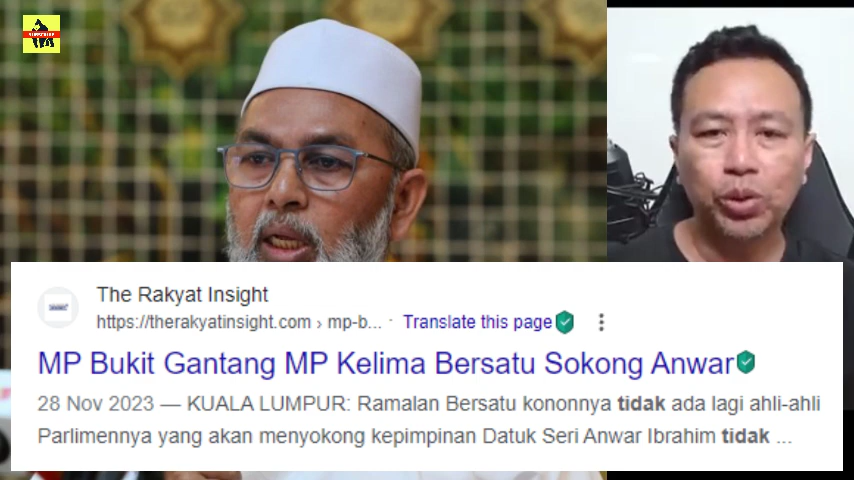 The Rakyat Insight
https://therakyatinsight.com › mp-b... · Translate this page
MP Bukit Gantang MP Kelima Bersatu Sokong Anwar
28 Nov 2023 — KUALA LUMPUR: Ramalan Bersatu kononnya tidak ada lagi ahli-ahli
Parlimennya yang akan menyokong kepimpinan Datuk Seri Anwar Ibrahim tidak ...